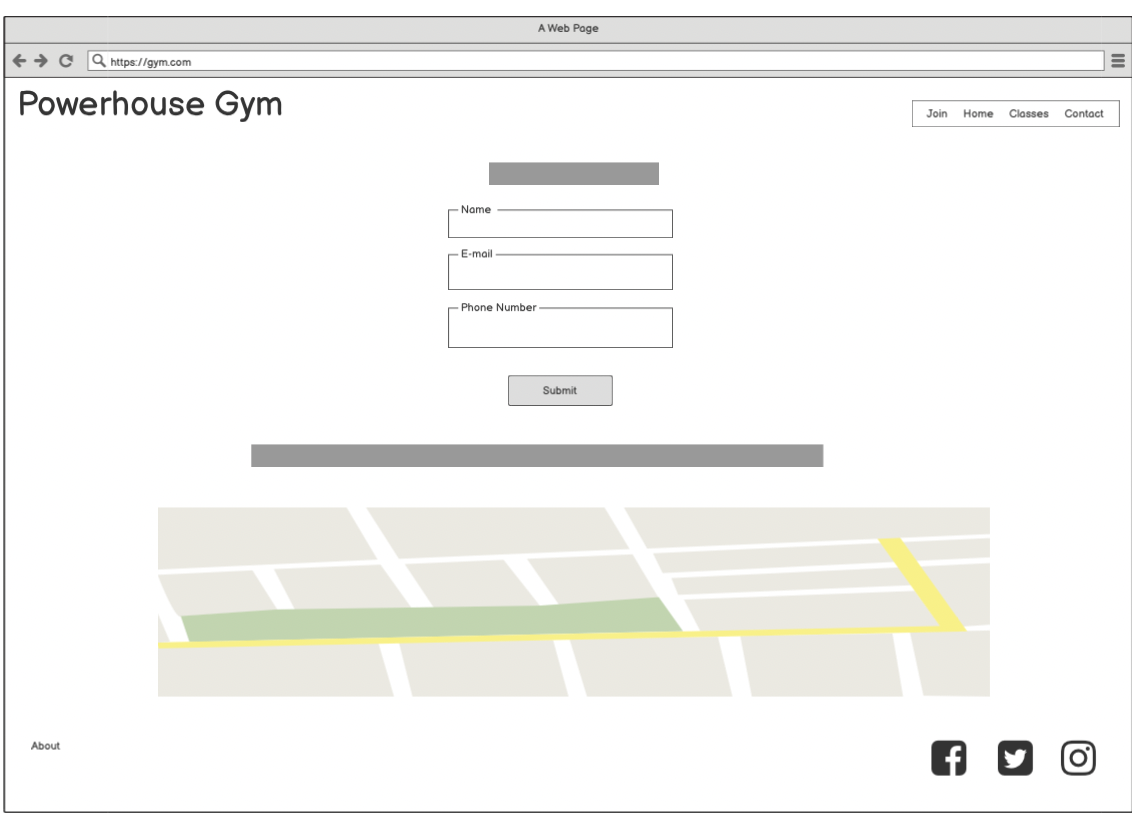 A Web Page
https://gym.com
Powerhouse Gym
Join Home Classes Contact
Name
E-mail
Phone Number
Submit
About